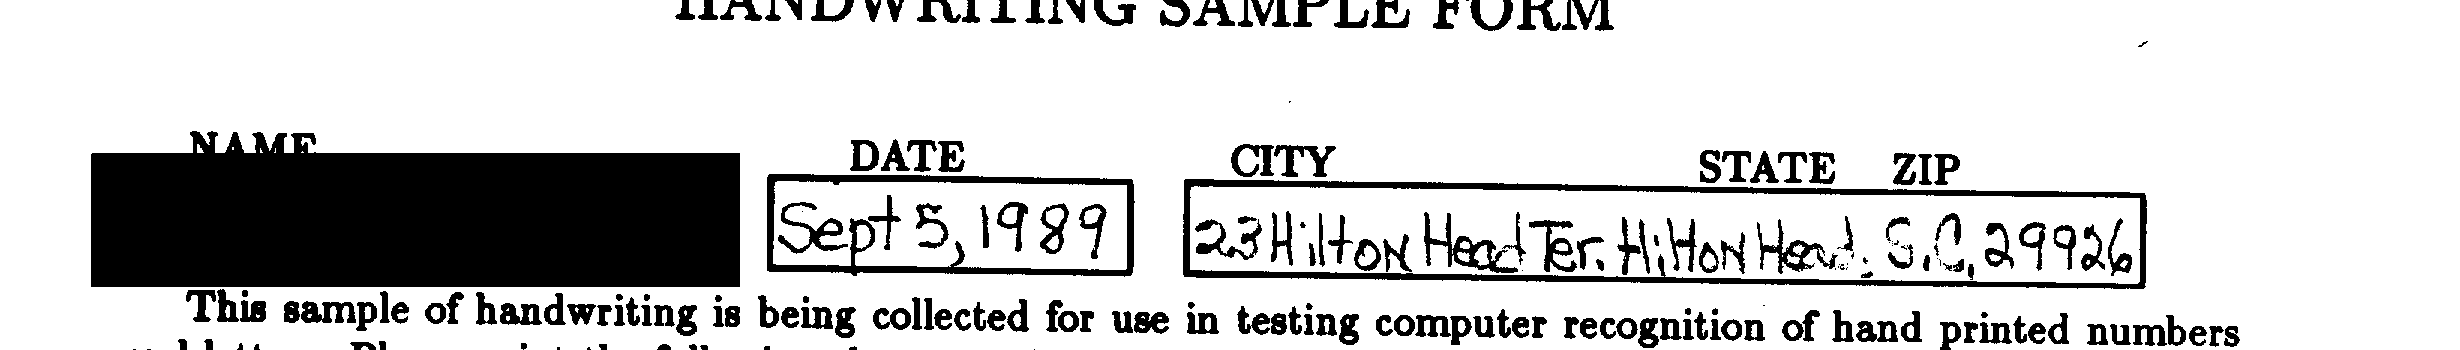 HANDWRITING SAMPLE FORM
NAME DATE CITY STATE ZIP
Sept 5, 1989 23 Hilton Head Ter. Hilton Head, S.C, 29926
This sample of handwriting is being collected for use in testing computer recognition of hand printed numbers